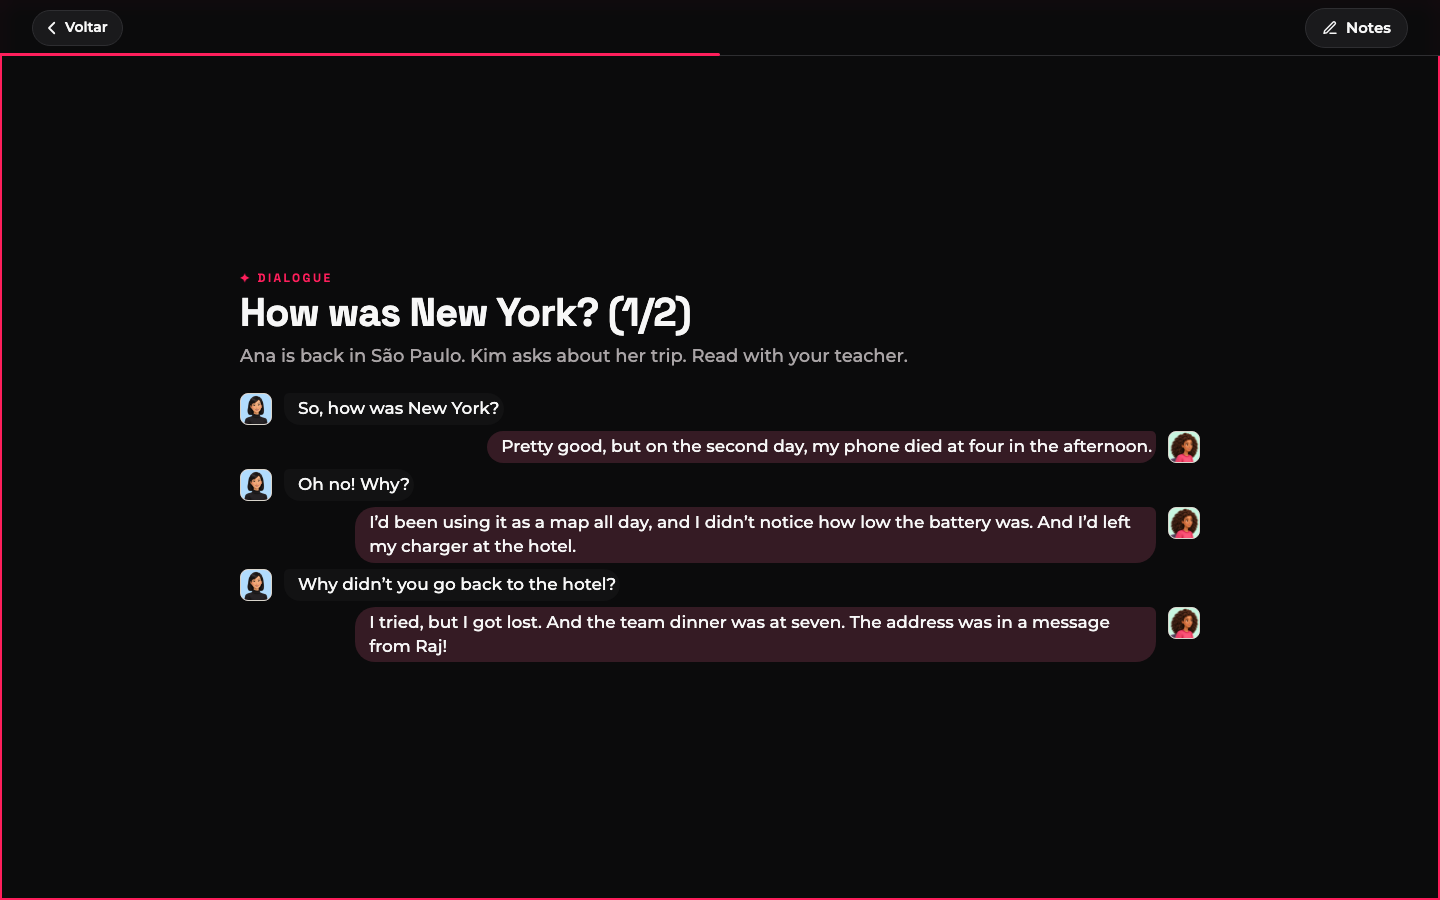 Voltar
Notes
DIALOGUE
How was New York? (1/2)
Ana is back in São Paulo. Kim asks about her trip. Read with your teacher.
So, how was New York?
Pretty good, but on the second day, my phone died at four in the afternoon.
Oh no! Why?
I’d been using it as a map all day, and I didn’t notice how low the battery was. And I’d left
my charger at the hotel.
Why didn’t you go back to the hotel?
I tried, but I got lost. And the team dinner was at seven. The address was in a message
from Raj!